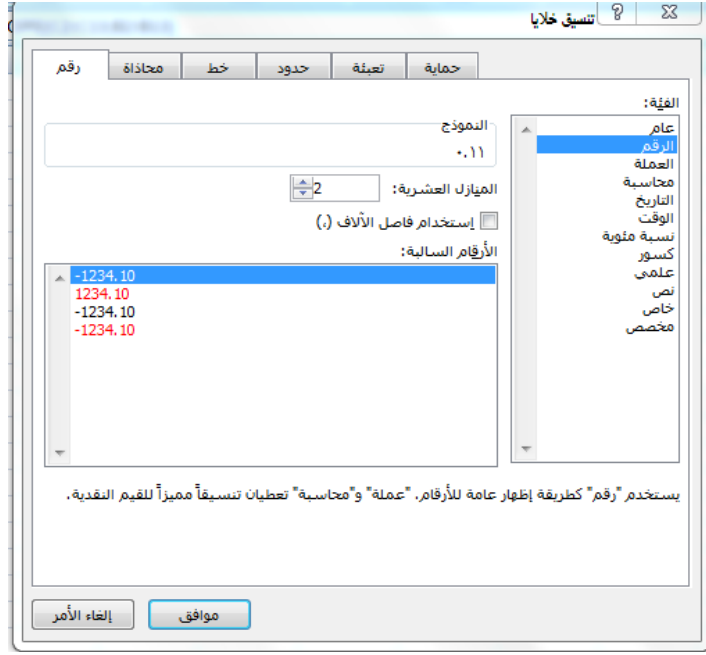 تنسيق خلايا
رقم
محاذاة
خط
حدود
تعبئة
حماية
الفئة:
عام
الرقم
العملة
محاسبة
التاريخ
الوقت
نسبة مئوية
كسور
علمي
نص
خاص
مخصص
النموذج
٠.١١
المنازل العشرية: 2
إستخدام فاصل الآلاف (،)
الأرقام السالبة:
-1234.10
1234.10
-1234.10
-1234.10
يستخدم "رقم" كطريقة إظهار عامة للأرقام. "عملة" و"محاسبة" تعطيان تنسيقاً مميزاً للقيم النقدية.
موافق
إلغاء الأمر